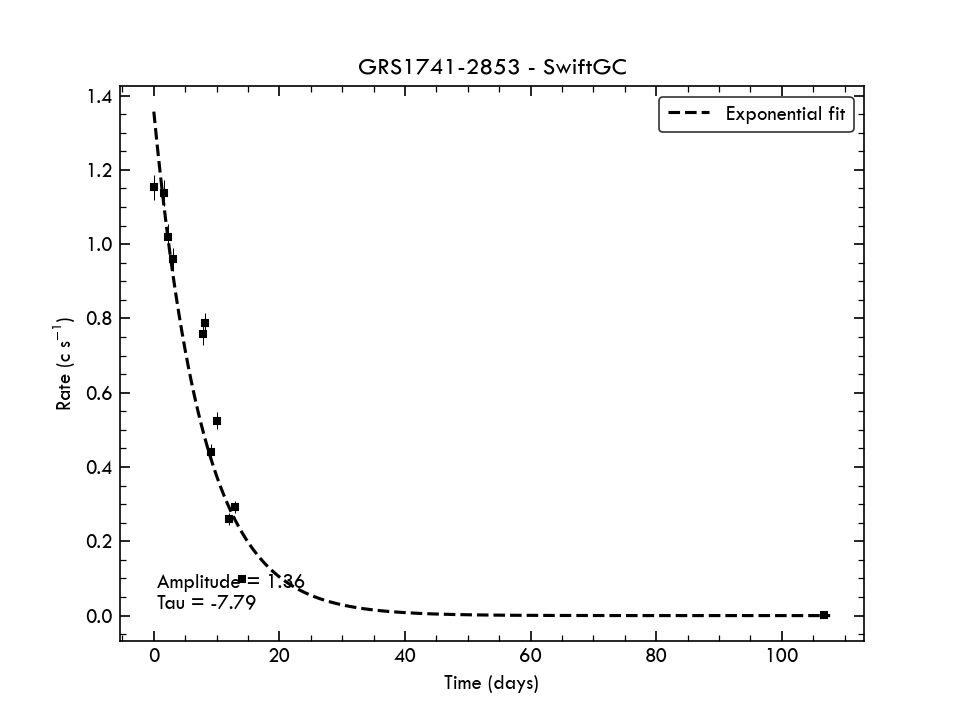 GRS1741-2853 - SwiftGC
Exponential fit
1.4
1.2
1.0
0.8
0.6
0.4
0.2
0.0
Rate (c s⁻¹)
Amplitude = 1.36
Tau = -7.79
0 20 40 60 80 100
Time (days)